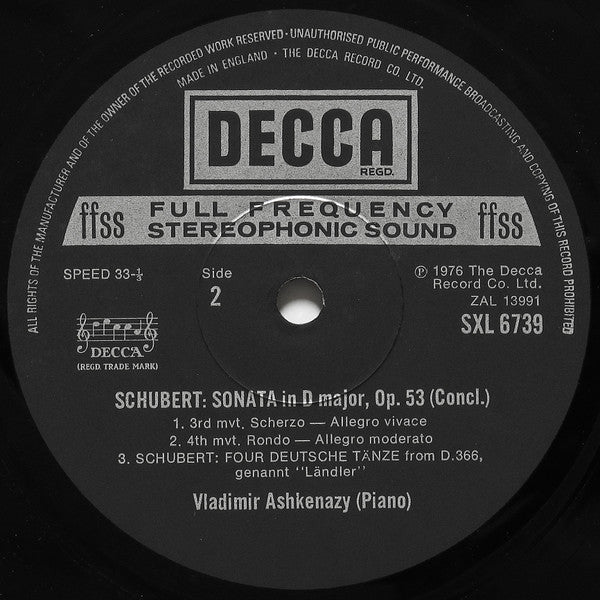 ALL RIGHTS OF THE MANUFACTURER AND OF THE OWNER OF THE RECORDED WORK RESERVED · UNAUTHORISED PUBLIC PERFORMANCE BROADCASTING AND COPYING OF THIS RECORD PROHIBITED
MADE IN ENGLAND · THE DECCA RECORD CO. LTD.
DECCA
REGD.
ffss FULL FREQUENCY ffss
STEREOPHONIC SOUND
SPEED 33-⅓
Side
2
℗ 1976 The Decca
Record Co. Ltd.
ZAL 13991
SXL 6739
DECCA
(REGD. TRADE MARK)
SCHUBERT: SONATA in D major, Op. 53 (Concl.)
1. 3rd mvt. Scherzo — Allegro vivace
2. 4th mvt. Rondo — Allegro moderato
3. SCHUBERT: FOUR DEUTSCHE TÄNZE from D.366,
genannt "Ländler"
Vladimir Ashkenazy (Piano)